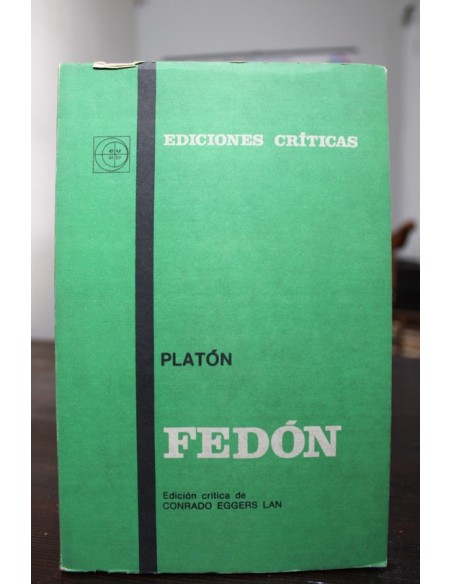 EDICIONES CRÍTICAS
PLATÓN
FEDÓN
Edición crítica de
CONRADO EGGERS LAN